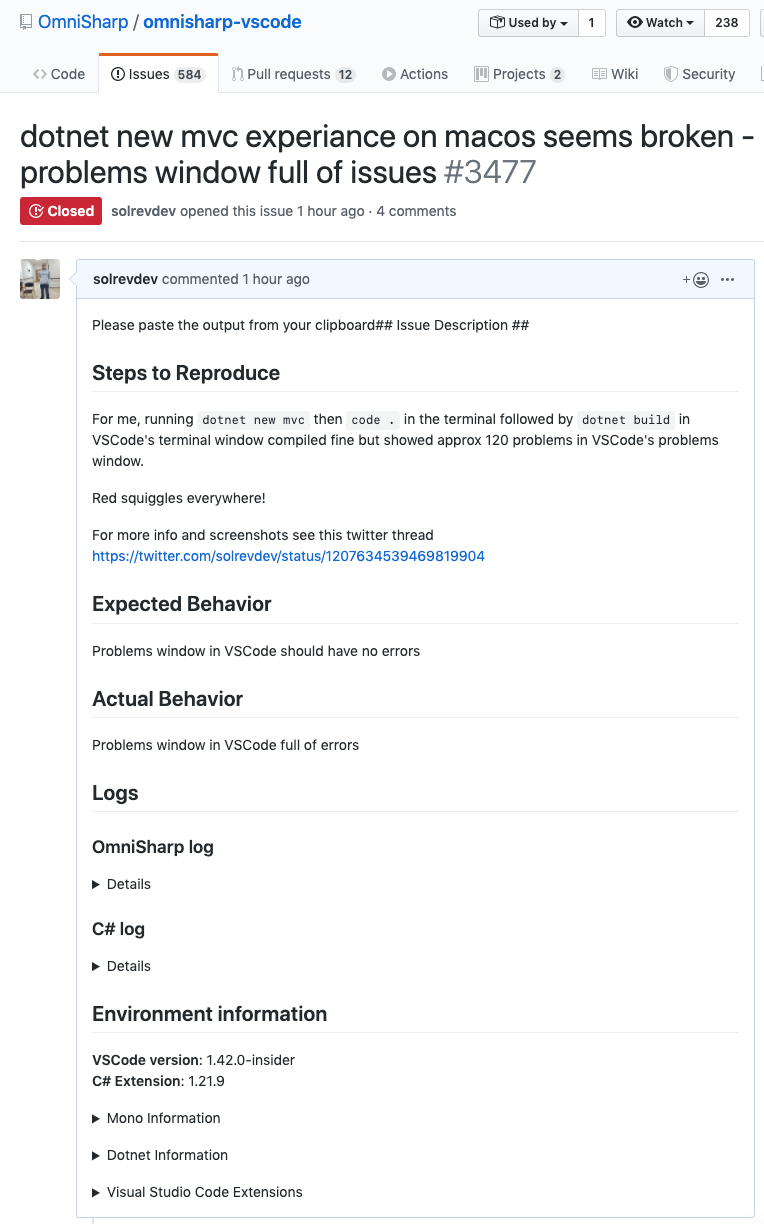 OmniSharp / omnisharp-vscode
Used by 1
Watch 238
Code
Issues 584
Pull requests 12
Actions
Projects 2
Wiki
Security
dotnet new mvc experiance on macos seems broken -
problems window full of issues #3477
Closed solrevdev opened this issue 1 hour ago · 4 comments
solrevdev commented 1 hour ago
Please paste the output from your clipboard## Issue Description ##
Steps to Reproduce
For me, running dotnet new mvc then code . in the terminal followed by dotnet build in
VSCode's terminal window compiled fine but showed approx 120 problems in VSCode's problems
window.
Red squiggles everywhere!
For more info and screenshots see this twitter thread
https://twitter.com/solrevdev/status/1207634539469819904
Expected Behavior
Problems window in VSCode should have no errors
Actual Behavior
Problems window in VSCode full of errors
Logs
OmniSharp log
Details
C# log
Details
Environment information
VSCode version: 1.42.0-insider
C# Extension: 1.21.9
Mono Information
Dotnet Information
Visual Studio Code Extensions